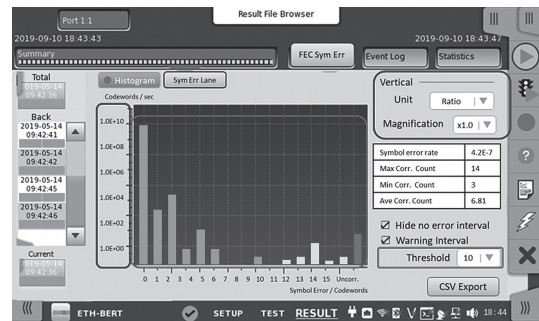 Port 1:1
Result File Browser
2019-09-10 18:43:43
2019-09-10 18:43:47
Summary
FEC Sym Err
Event Log
Statistics
Total
2019-05-14
09:42:36
Back
2019-05-14
09:42:41
2019-05-14
09:42:42
2019-05-14
09:42:45
2019-05-14
09:42:46
Current
2019-05-14
09:42:36
Histogram
Sym Err Lane
Codewords / sec
1.0E+10
1.0E+08
1.0E+06
1.0E+04
1.0E+02
1.0E+00
0 1 2 3 4 5 6 7 8 9 10 11 12 13 14 15 Uncorr.
Symbol Error / Codewords
Vertical
Unit Ratio
Magnification x1.0
Symbol error rate 4.2E-7
Max Corr. Count 14
Min Corr. Count 3
Ave Corr. Count 6.81
Hide no error interval
Warning Interval
Threshold 10
CSV Export
ETH-BERT
SETUP TEST RESULT
18:44